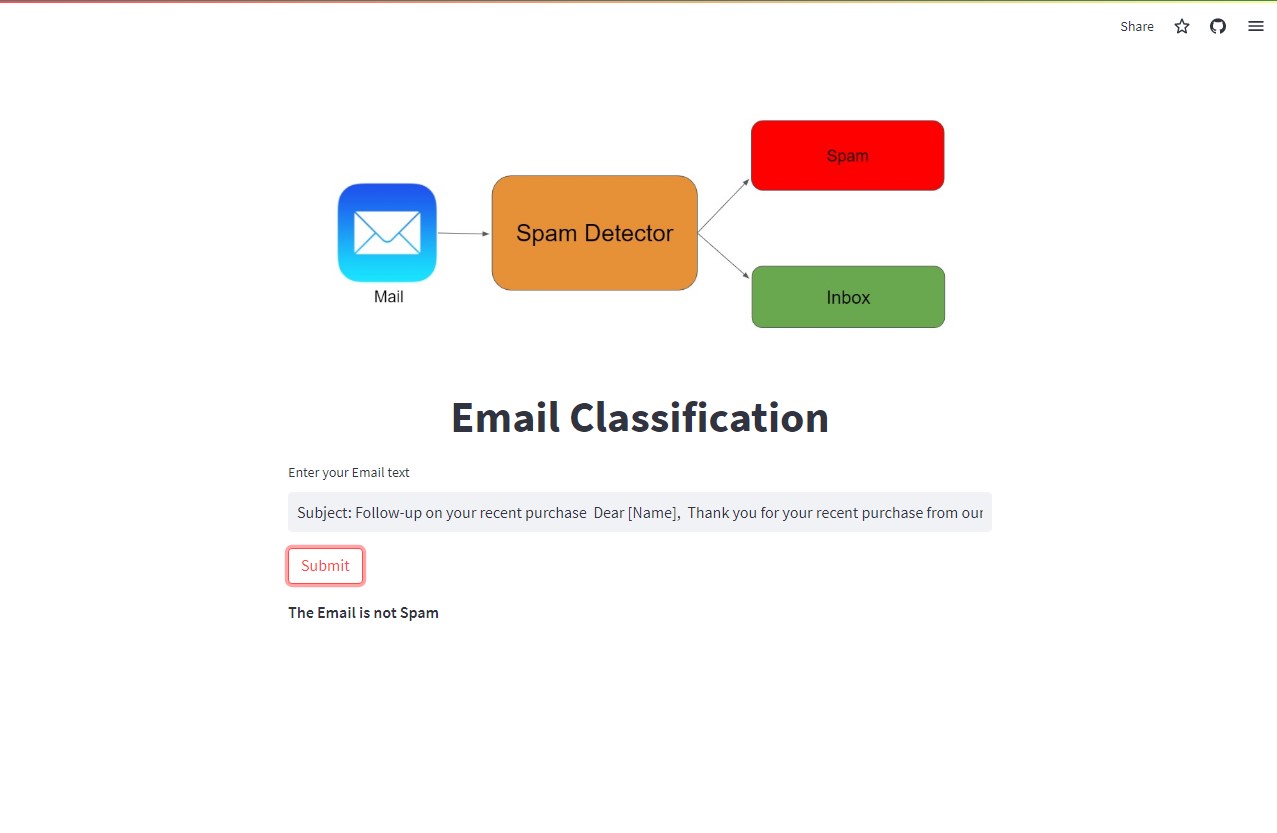 Share
Spam
Spam Detector
Mail
Inbox
Email Classification
Enter your Email text
Subject: Follow-up on your recent purchase  Dear [Name],  Thank you for your recent purchase from our
Submit
The Email is not Spam